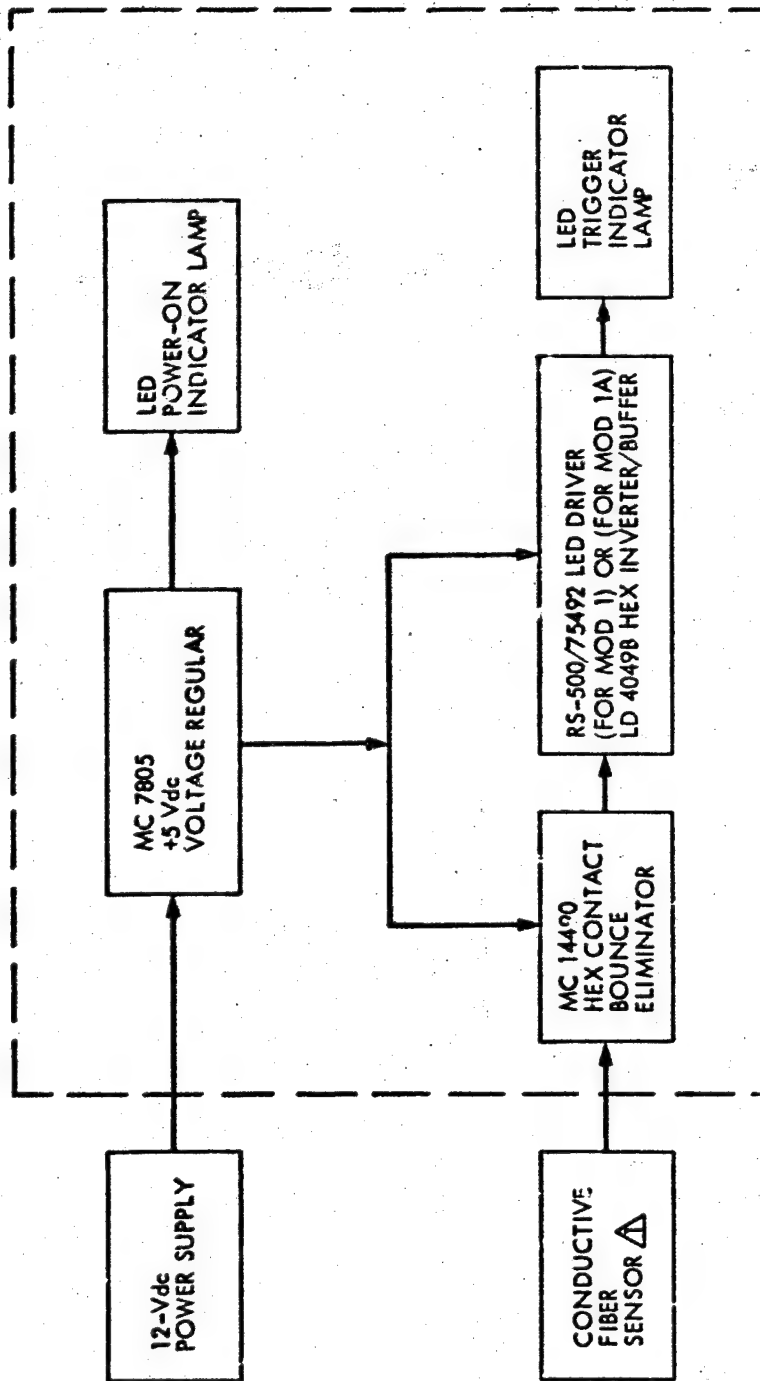 12-Vdc
POWER SUPPLY
MC 7805
+5 Vdc
VOLTAGE REGULAR
LED
POWER-ON
INDICATOR LAMP
CONDUCTIVE
FIBER
SENSOR
MC 14490
HEX CONTACT
BOUNCE
ELIMINATOR
RS-500/75492 LED DRIVER
(FOR MOD 1) OR (FOR MOD 1A)
LD 4049B HEX INVERTER/BUFFER
LED
TRIGGER
INDICATOR
LAMP